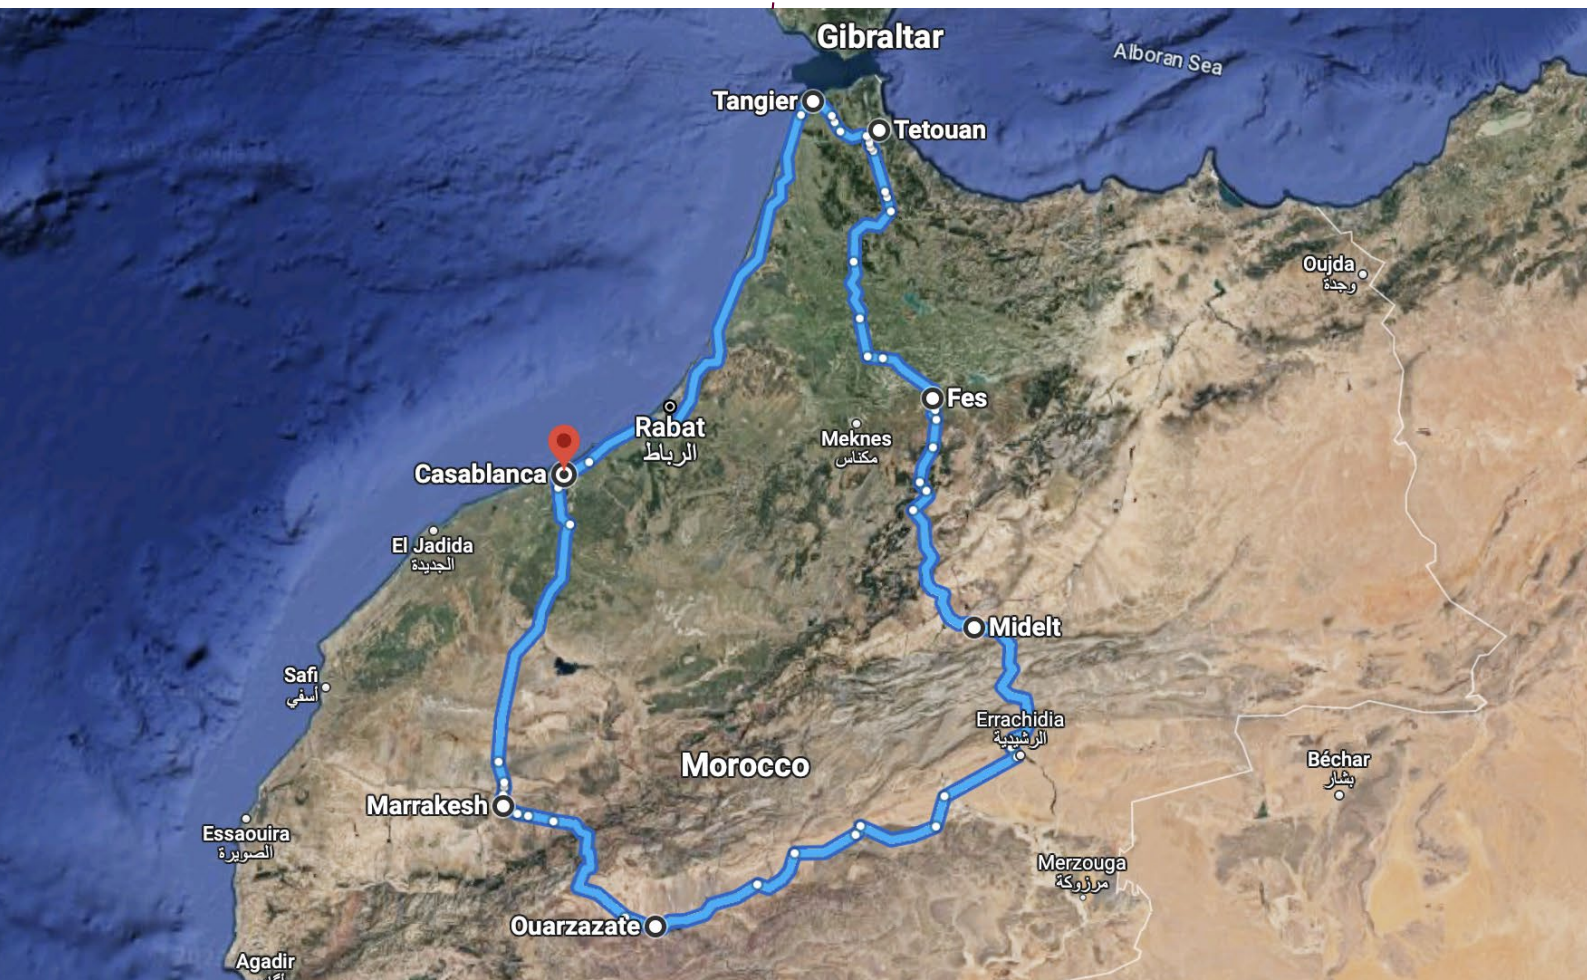 Gibraltar
Alboran Sea
Tangier
Tetouan
Oujda
وجدة
Fes
Rabat
الرباط
Meknes
مكناس
Casablanca
El Jadida
الجديدة
Midelt
Safi
أسفي
Errachidia
الرشيدية
Morocco
Béchar
بشار
Marrakesh
Essaouira
الصويرة
Merzouga
مرزوكة
Ouarzazate
Agadir